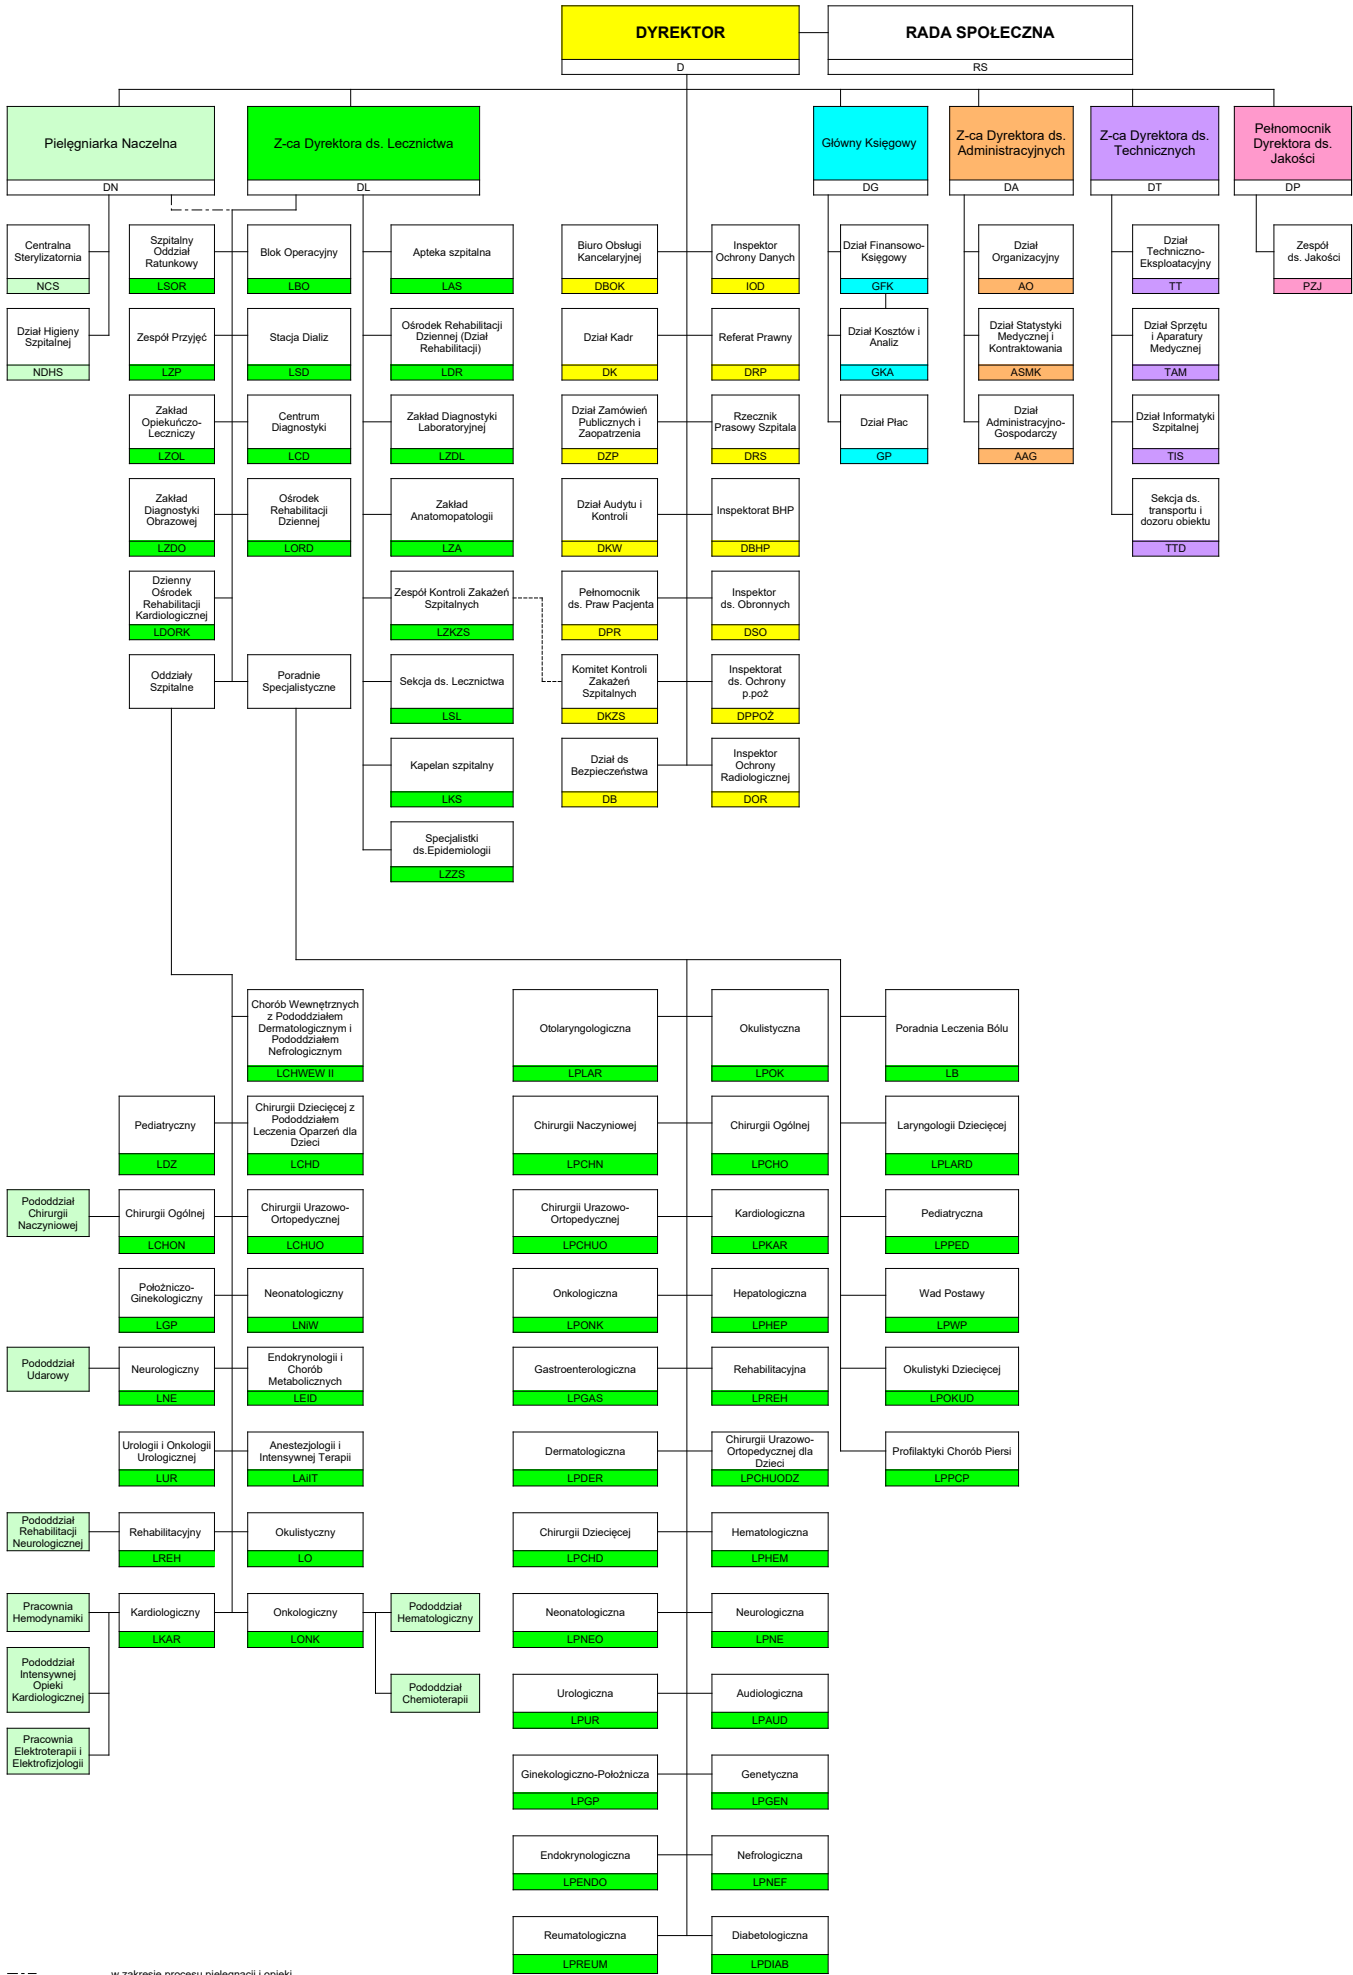 DYREKTOR
D
RADA SPOŁECZNA
RS
Pielęgniarka Naczelna
DN
Z-ca Dyrektora ds. Lecznictwa
DL
Główny Księgowy
DG
Z-ca Dyrektora ds.
Administracyjnych
DA
Z-ca Dyrektora ds.
Technicznych
DT
Pełnomocnik
Dyrektora ds.
Jakości
DP
Centralna
Sterylizatornia
NCS
Szpitalny
Oddział
Ratunkowy
LSOR
Blok Operacyjny
LBO
Apteka szpitalna
LAS
Biuro Obsługi
Kancelaryjnej
DBOK
Inspektor
Ochrony Danych
IOD
Dział Finansowo-
Księgowy
GFK
Dział
Organizacyjny
AO
Dział
Techniczno-
Eksploatacyjny
TT
Zespół
ds. Jakości
PZJ
Dział Higieny
Szpitalnej
NDHS
Zespół Przyjęć
LZP
Stacja Dializ
LSD
Ośrodek Rehabilitacji
Dziennej (Dział
Rehabilitacji)
LDR
Dział Kadr
DK
Referat Prawny
DRP
Dział Kosztów i
Analiz
GKA
Dział Statystyki
Medycznej i
Kontraktowania
ASMK
Dział Sprzętu
i Aparatury
Medycznej
TAM
Zakład
Opiekuńczo-
Leczniczy
LZOL
Centrum
Diagnostyki
LCD
Zakład Diagnostyki
Laboratoryjnej
LZDL
Dział Zamówień
Publicznych i
Zaopatrzenia
DZP
Rzecznik
Prasowy Szpitala
DRS
Dział Płac
GP
Dział
Administracyjno-
Gospodarczy
AAG
Dział Informatyki
Szpitalnej
TIS
Zakład
Diagnostyki
Obrazowej
LZDO
Ośrodek
Rehabilitacji
Dziennej
LORD
Zakład
Anatomopatologii
LZA
Dział Audytu i
Kontroli
DKW
Inspektorat BHP
DBHP
Sekcja ds.
transportu i
dozoru obiektu
TTD
Dzienny
Ośrodek
Rehabilitacji
Kardiologicznej
LDORK
Zespół Kontroli Zakażeń
Szpitalnych
LZKZS
Pełnomocnik
ds. Praw Pacjenta
DPR
Inspektor
ds. Obronnych
DSO
Oddziały
Szpitalne
Poradnie
Specjalistyczne
Sekcja ds. Lecznictwa
LSL
Komitet Kontroli
Zakażeń
Szpitalnych
DKZS
Inspektorat
ds. Ochrony
p.poż
DPPOŻ
Kapelan szpitalny
LKS
Dział ds
Bezpieczeństwa
DB
Inspektor
Ochrony
Radiologicznej
DOR
Specjalistki
ds.Epidemiologii
LZZS
Chorób Wewnętrznych
z Pododdziałem
Dermatologicznym i
Pododdziałem
Nefrologicznym
LCHWEW II
Otolaryngologiczna
LPLAR
Okulistyczna
LPOK
Poradnia Leczenia Bólu
LB
Pediatryczny
LDZ
Chirurgii Dziecięcej z
Pododdziałem
Leczenia Oparzeń dla
Dzieci
LCHD
Chirurgii Naczyniowej
LPCHN
Chirurgii Ogólnej
LPCHO
Laryngologii Dziecięcej
LPLARD
Pododdział
Chirurgii
Naczyniowej
Chirurgii Ogólnej
LCHON
Chirurgii Urazowo-
Ortopedycznej
LCHUO
Chirurgii Urazowo-
Ortopedycznej
LPCHUO
Kardiologiczna
LPKAR
Pediatryczna
LPPED
Położniczo-
Ginekologiczny
LGP
Neonatologiczny
LNiW
Onkologiczna
LPONK
Hepatologiczna
LPHEP
Wad Postawy
LPWP
Pododdział
Udarowy
Neurologiczny
LNE
Endokrynologii i
Chorób
Metabolicznych
LEID
Gastroenterologiczna
LPGAS
Rehabilitacyjna
LPREH
Okulistyki Dziecięcej
LPOKUD
Urologii i Onkologii
Urologicznej
LUR
Anestezjologii i
Intensywnej Terapii
LAiIT
Dermatologiczna
LPDER
Chirurgii Urazowo-
Ortopedycznej dla
Dzieci
LPCHUODZ
Profilaktyki Chorób Piersi
LPPCP
Pododdział
Rehabilitacji
Neurologicznej
Rehabilitacyjny
LREH
Okulistyczny
LO
Chirurgii Dziecięcej
LPCHD
Hematologiczna
LPHEM
Pracownia
Hemodynamiki
Kardiologiczny
LKAR
Onkologiczny
LONK
Pododdział
Hematologiczny
Neonatologiczna
LPNEO
Neurologiczna
LPNE
Pododdział
Intensywnej
Opieki
Kardiologicznej
Pododdział
Chemioterapii
Urologiczna
LPUR
Audiologiczna
LPAUD
Pracownia
Elektroterapii i
Elektrofizjologii
Ginekologiczno-Położnicza
LPGP
Genetyczna
LPGEN
Endokrynologiczna
LPENDO
Nefrologiczna
LPNEF
Reumatologiczna
LPREUM
Diabetologiczna
LPDIAB
w zakresie procesu pielęgnacji i opieki